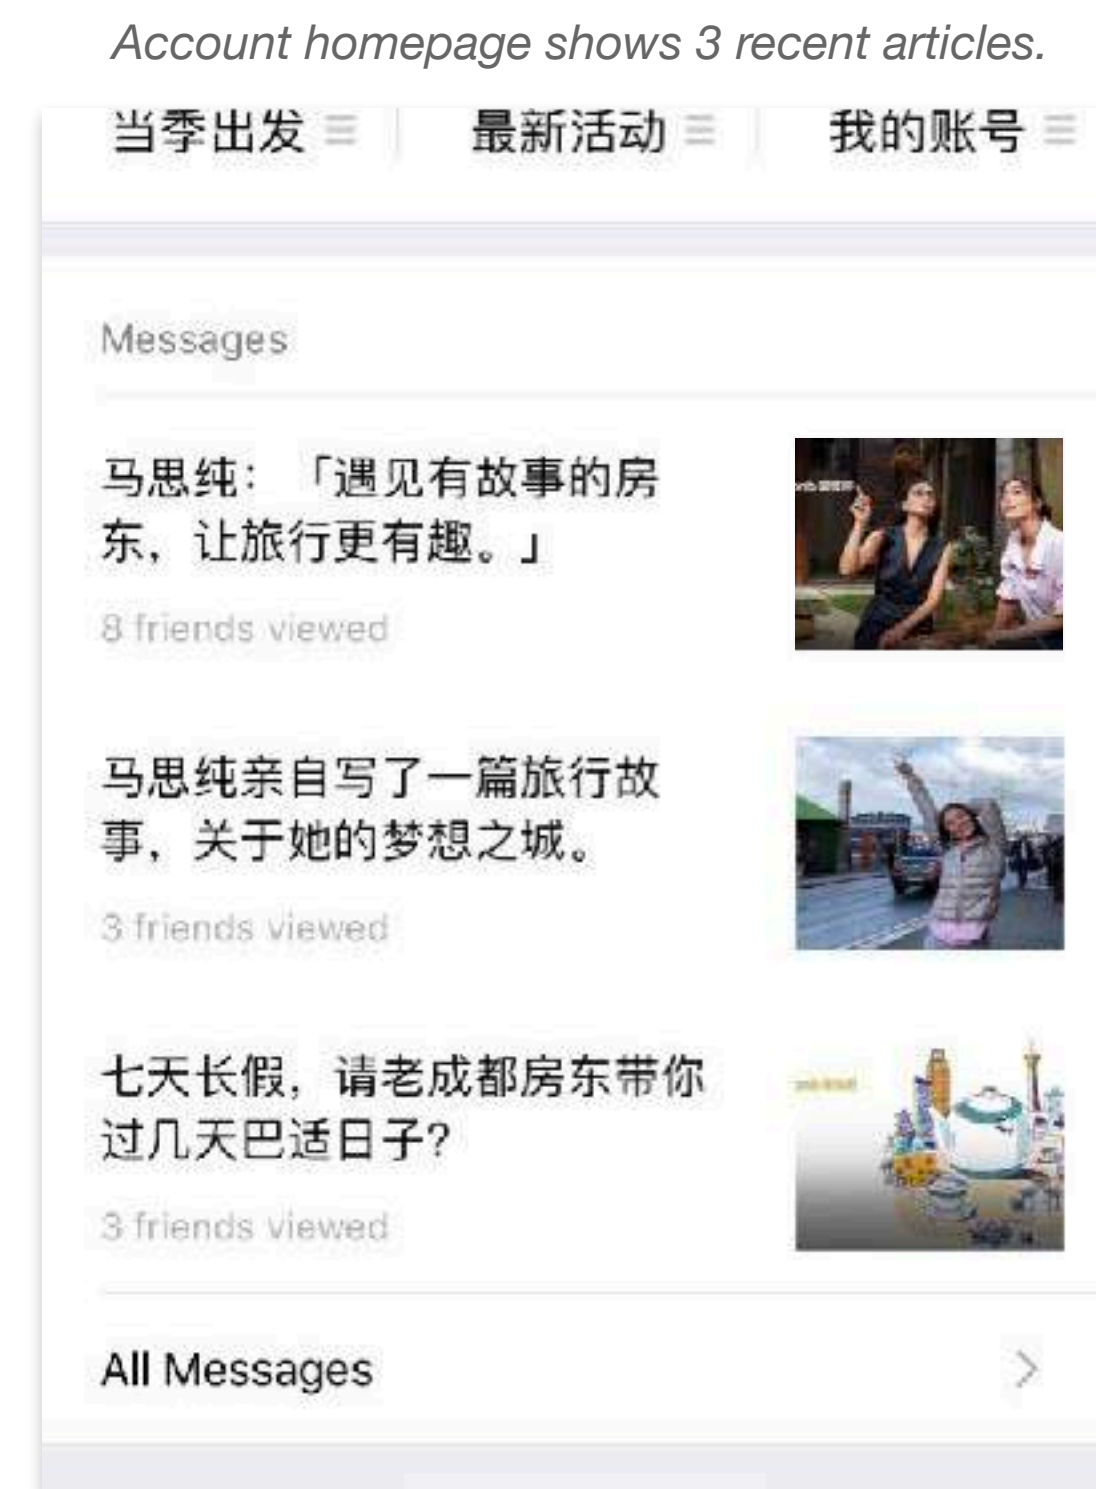 Account homepage shows 3 recent articles.
当季出发 最新活动 我的账号
Messages
马思纯：「遇见有故事的房
东，让旅行更有趣。」
8 friends viewed
马思纯亲自写了一篇旅行故
事，关于她的梦想之城。
3 friends viewed
七天长假，请老成都房东带你
过几天巴适日子?
3 friends viewed
All Messages